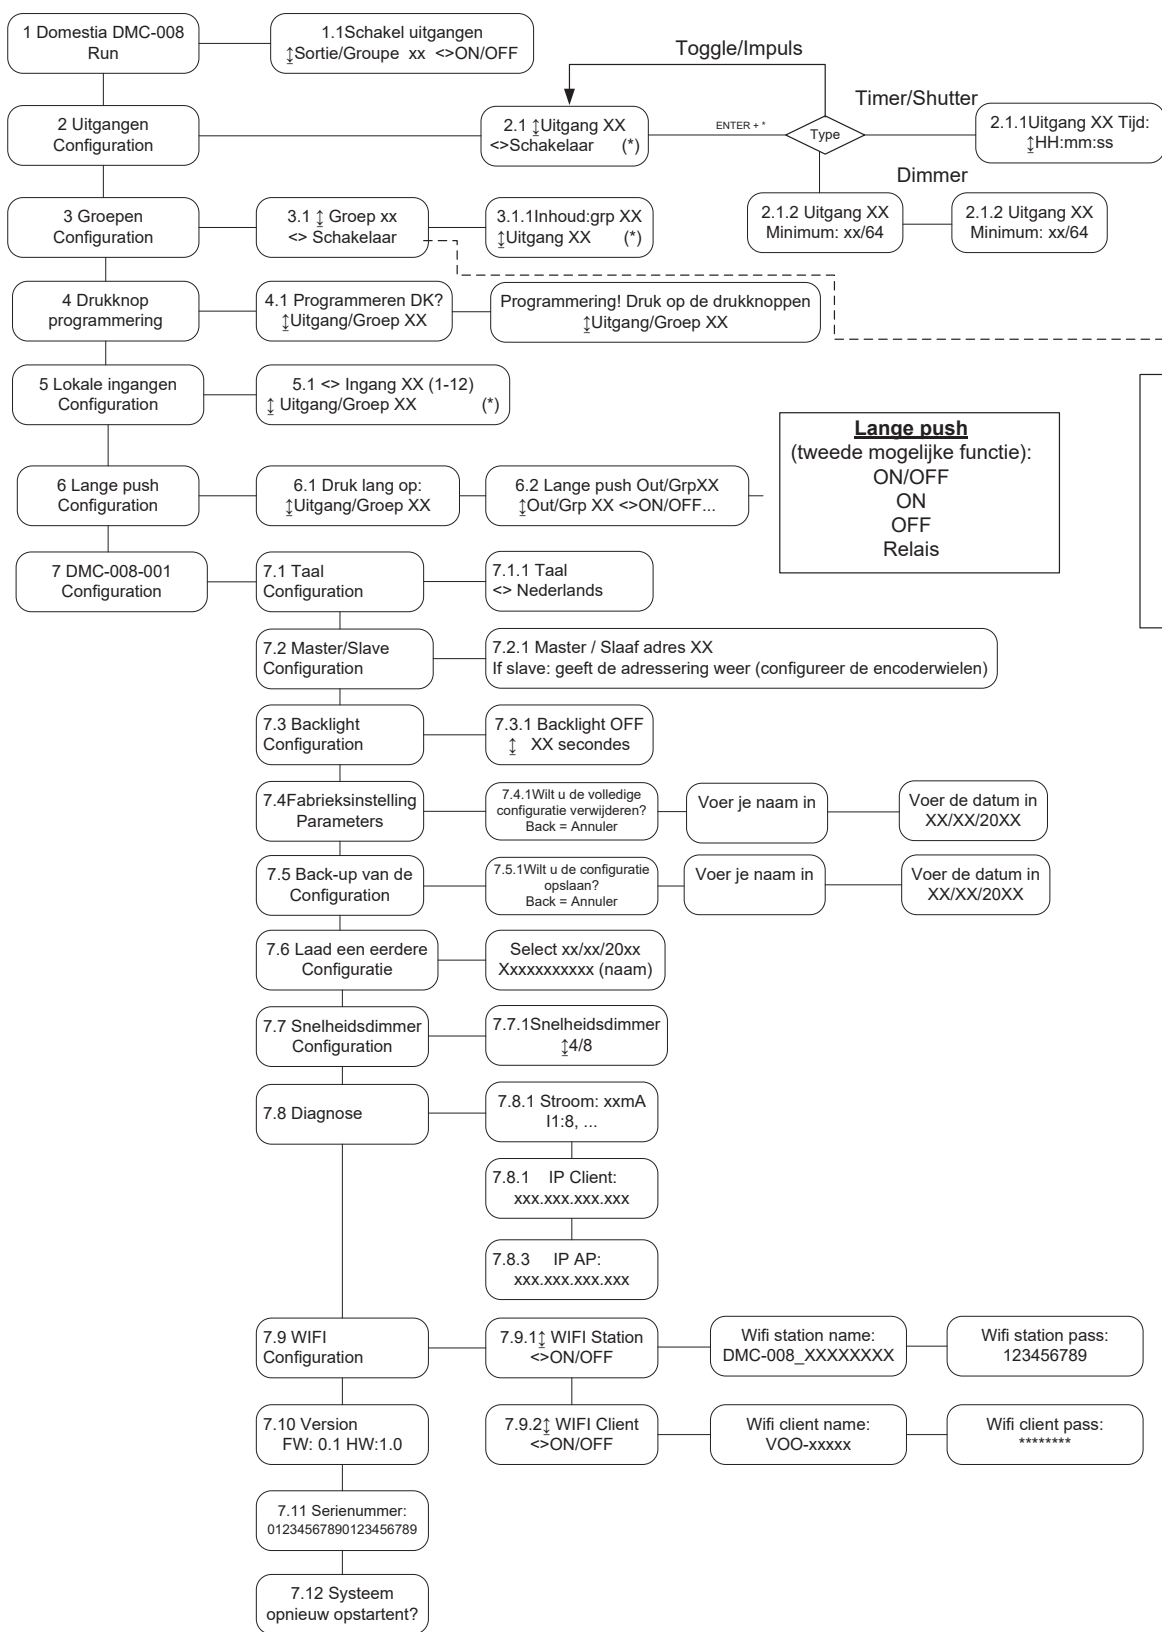 1 Domestia DMC-008
Run
1.1Schakel uitgangen
↨Sortie/Groupe xx <>ON/OFF
Toggle/Impuls
Timer/Shutter
2 Uitgangen
Configuration
2.1 ↨Uitgang XX
<>Schakelaar (*)
ENTER + *
Type
2.1.1Uitgang XX Tijd:
↨HH:mm:ss
Dimmer
2.1.2 Uitgang XX
Minimum: xx/64
2.1.2 Uitgang XX
Minimum: xx/64
3 Groepen
Configuration
3.1 ↨ Groep xx
<> Schakelaar
3.1.1Inhoud:grp XX
↨Uitgang XX (*)
4 Drukknop
programmering
4.1 Programmeren DK?
↨Uitgang/Groep XX
Programmering! Druk op de drukknoppen
↨Uitgang/Groep XX
5 Lokale ingangen
Configuration
5.1 <> Ingang XX (1-12)
↨ Uitgang/Groep XX (*)
Lange push
(tweede mogelijke functie):
ON/OFF
ON
OFF
Relais
6 Lange push
Configuration
6.1 Druk lang op:
↨Uitgang/Groep XX
6.2 Lange push Out/GrpXX
↨Out/Grp XX <>ON/OFF...
7 DMC-008-001
Configuration
7.1 Taal
Configuration
7.1.1 Taal
<> Nederlands
7.2 Master/Slave
Configuration
7.2.1 Master / Slaaf adres XX
If slave: geeft de adressering weer (configureer de encoderwielen)
7.3 Backlight
Configuration
7.3.1 Backlight OFF
↨ XX secondes
7.4Fabrieksinstelling
Parameters
7.4.1Wilt u de volledige
configuratie verwijderen?
Back = Annuler
Voer je naam in
Voer de datum in
XX/XX/20XX
7.5 Back-up van de
Configuration
7.5.1Wilt u de configuratie
opslaan?
Back = Annuler
Voer je naam in
Voer de datum in
XX/XX/20XX
7.6 Laad een eerdere
Configuratie
Select xx/xx/20xx
Xxxxxxxxxxx (naam)
7.7 Snelheidsdimmer
Configuration
7.7.1Snelheidsdimmer
↨4/8
7.8 Diagnose
7.8.1 Stroom: xxmA
I1:8, ...
7.8.1 IP Client:
xxx.xxx.xxx.xxx
7.8.3 IP AP:
xxx.xxx.xxx.xxx
7.9 WIFI
Configuration
7.9.1↨ WIFI Station
<>ON/OFF
Wifi station name:
DMC-008_XXXXXXXX
Wifi station pass:
123456789
7.10 Version
FW: 0.1 HW:1.0
7.9.2↨ WIFI Client
<>ON/OFF
Wifi client name:
VOO-xxxxx
Wifi client pass:
********
7.11 Serienummer:
01234567890123456789
7.12 Systeem
opnieuw opstartent?